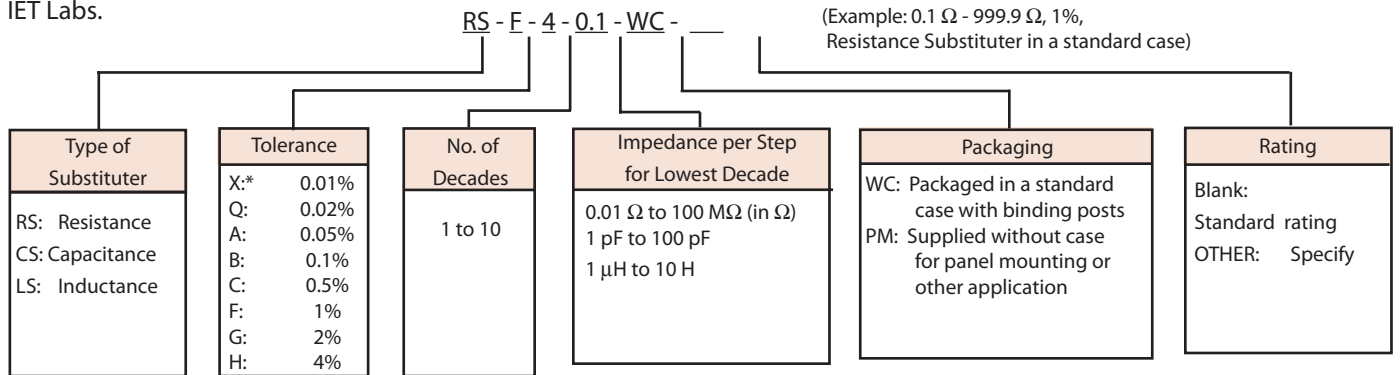 IET Labs.
RS - F - 4 - 0.1 - WC - ___
(Example: 0.1 Ω - 999.9 Ω, 1%,
Resistance Substituter in a standard case)
Type of
Substituter
RS: Resistance
CS: Capacitance
LS: Inductance
Tolerance
X:* 0.01%
Q: 0.02%
A: 0.05%
B: 0.1%
C: 0.5%
F: 1%
G: 2%
H: 4%
No. of
Decades
1 to 10
Impedance per Step
for Lowest Decade
0.01 Ω to 100 MΩ (in Ω)
1 pF to 100 pF
1 μH to 10 H
Packaging
WC: Packaged in a standard
case with binding posts
PM: Supplied without case
for panel mounting or
other application
Rating
Blank:
Standard rating
OTHER: Specify